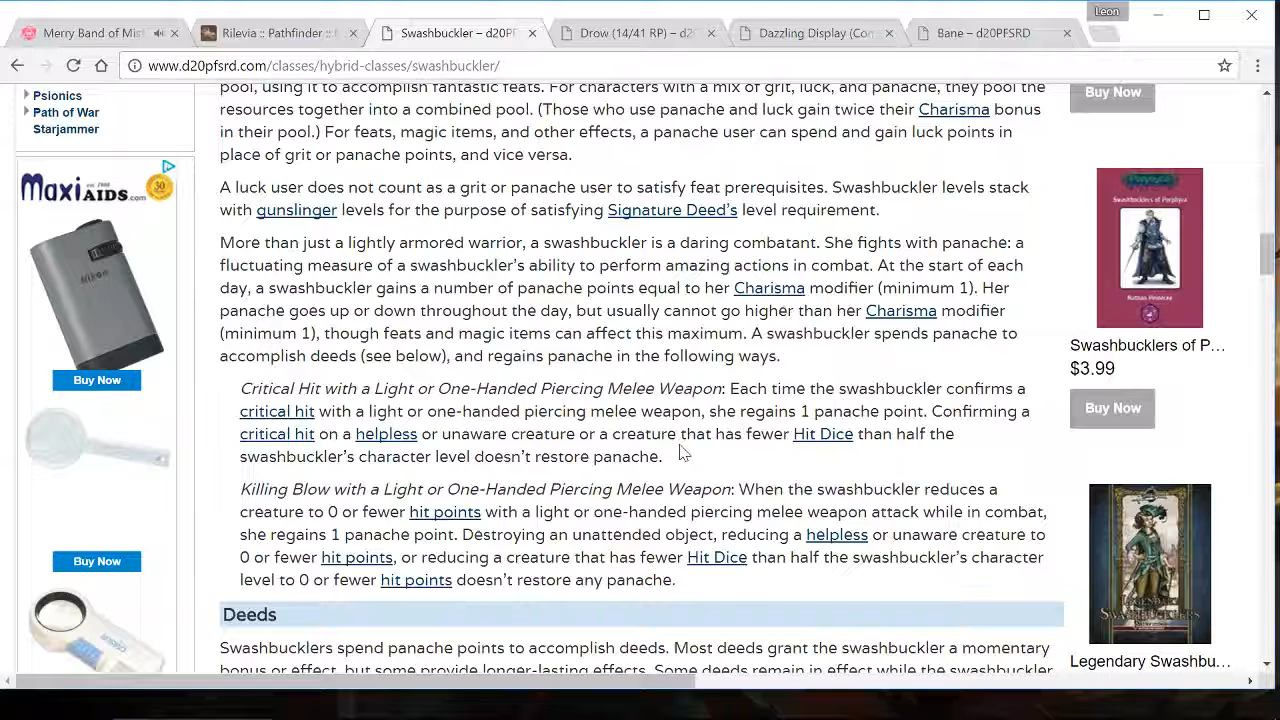 Leon
Merry Band of Mis
Rilevia :: Pathfinder :: I
Swashbuckler – d20PF
Drow (14/41 RP) – d20
Dazzling Display (Con
Bane – d20PFSRD
www.d20pfsrd.com/classes/hybrid-classes/swashbuckler/
Psionics
Path of War
Starjammer
MaxiAIDS.com
30
Nikon
Buy Now
Buy Now
pool, using it to accomplish fantastic feats. For characters with a mix of grit, luck, and panache, they pool the
resources together into a combined pool. (Those who use panache and luck gain twice their Charisma bonus
in their pool.) For feats, magic items, and other effects, a panache user can spend and gain luck points in
place of grit or panache points, and vice versa.
A luck user does not count as grit or panache user to satisfy feat prerequisites. Swashbuckler levels stack
with gunslinger levels for the purpose of satisfying Signature Deed's level requirement.
More than just a lightly armored warrior, a swashbuckler is a daring combatant. She fights with panache: a
fluctuating measure of a swashbuckler's ability to perform amazing actions in combat. At the start of each
day, a swashbuckler gains a number of panache points equal to her Charisma modifier (minimum 1). Her
panache goes up or down throughout the day, but usually cannot go higher than her Charisma modifier
(minimum 1), though feats and magic items can affect this maximum. A swashbuckler spends panache to
accomplish deeds (see below), and regains panache in the following ways.
Critical Hit with a Light or One-Handed Piercing Melee Weapon: Each time the swashbuckler confirms a
critical hit with a light or one-handed piercing melee weapon, she regains 1 panache point. Confirming a
critical hit on a helpless or unaware creature or a creature that has fewer Hit Dice than half the
swashbuckler's character level doesn't restore panache.
Killing Blow with a Light or One-Handed Piercing Melee Weapon: When the swashbuckler reduces a
creature to 0 or fewer hit points with a light or one-handed piercing melee weapon attack while in combat,
she regains 1 panache point. Destroying an unattended object, reducing a helpless or unaware creature to
0 or fewer hit points, or reducing a creature that has fewer Hit Dice than half the swashbuckler's character
level to 0 or fewer hit points doesn't restore any panache.
Deeds
Swashbucklers spend panache points to accomplish deeds. Most deeds grant the swashbuckler a momentary
bonus or effect, but some provide longer-lasting effects. Some deeds remain in effect while the swashbuckler
Buy Now
Swashbucklers of Porphyra
Swashbucklers of P...
$3.99
Buy Now
LEGENDARY
SWASHBUCKLERS
Legendary Swashbu...